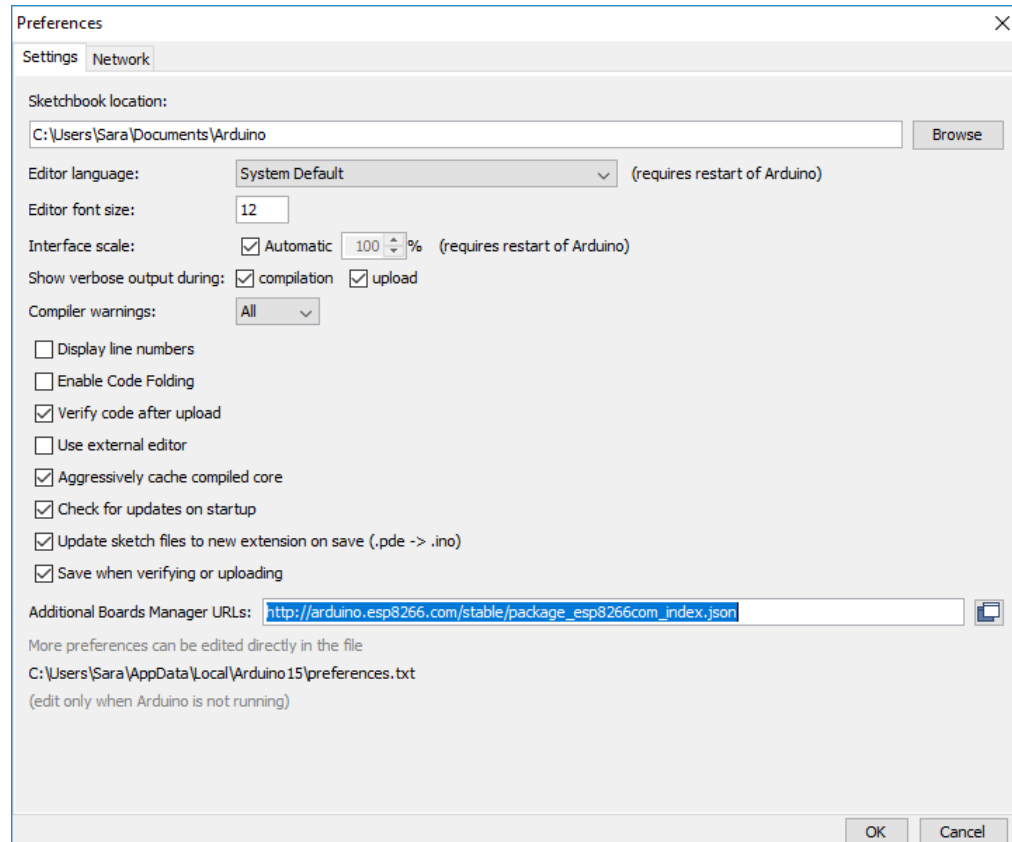 Preferences
Settings Network
Sketchbook location:
C:\Users\Sara\Documents\Arduino Browse
Editor language: System Default (requires restart of Arduino)
Editor font size: 12
Interface scale: Automatic 100 % (requires restart of Arduino)
Show verbose output during: compilation upload
Compiler warnings: All
Display line numbers
Enable Code Folding
Verify code after upload
Use external editor
Aggressively cache compiled core
Check for updates on startup
Update sketch files to new extension on save (.pde -> .ino)
Save when verifying or uploading
Additional Boards Manager URLs: http://arduino.esp8266.com/stable/package_esp8266com_index.json
More preferences can be edited directly in the file
C:\Users\Sara\AppData\Local\Arduino15\preferences.txt
(edit only when Arduino is not running)
OK Cancel